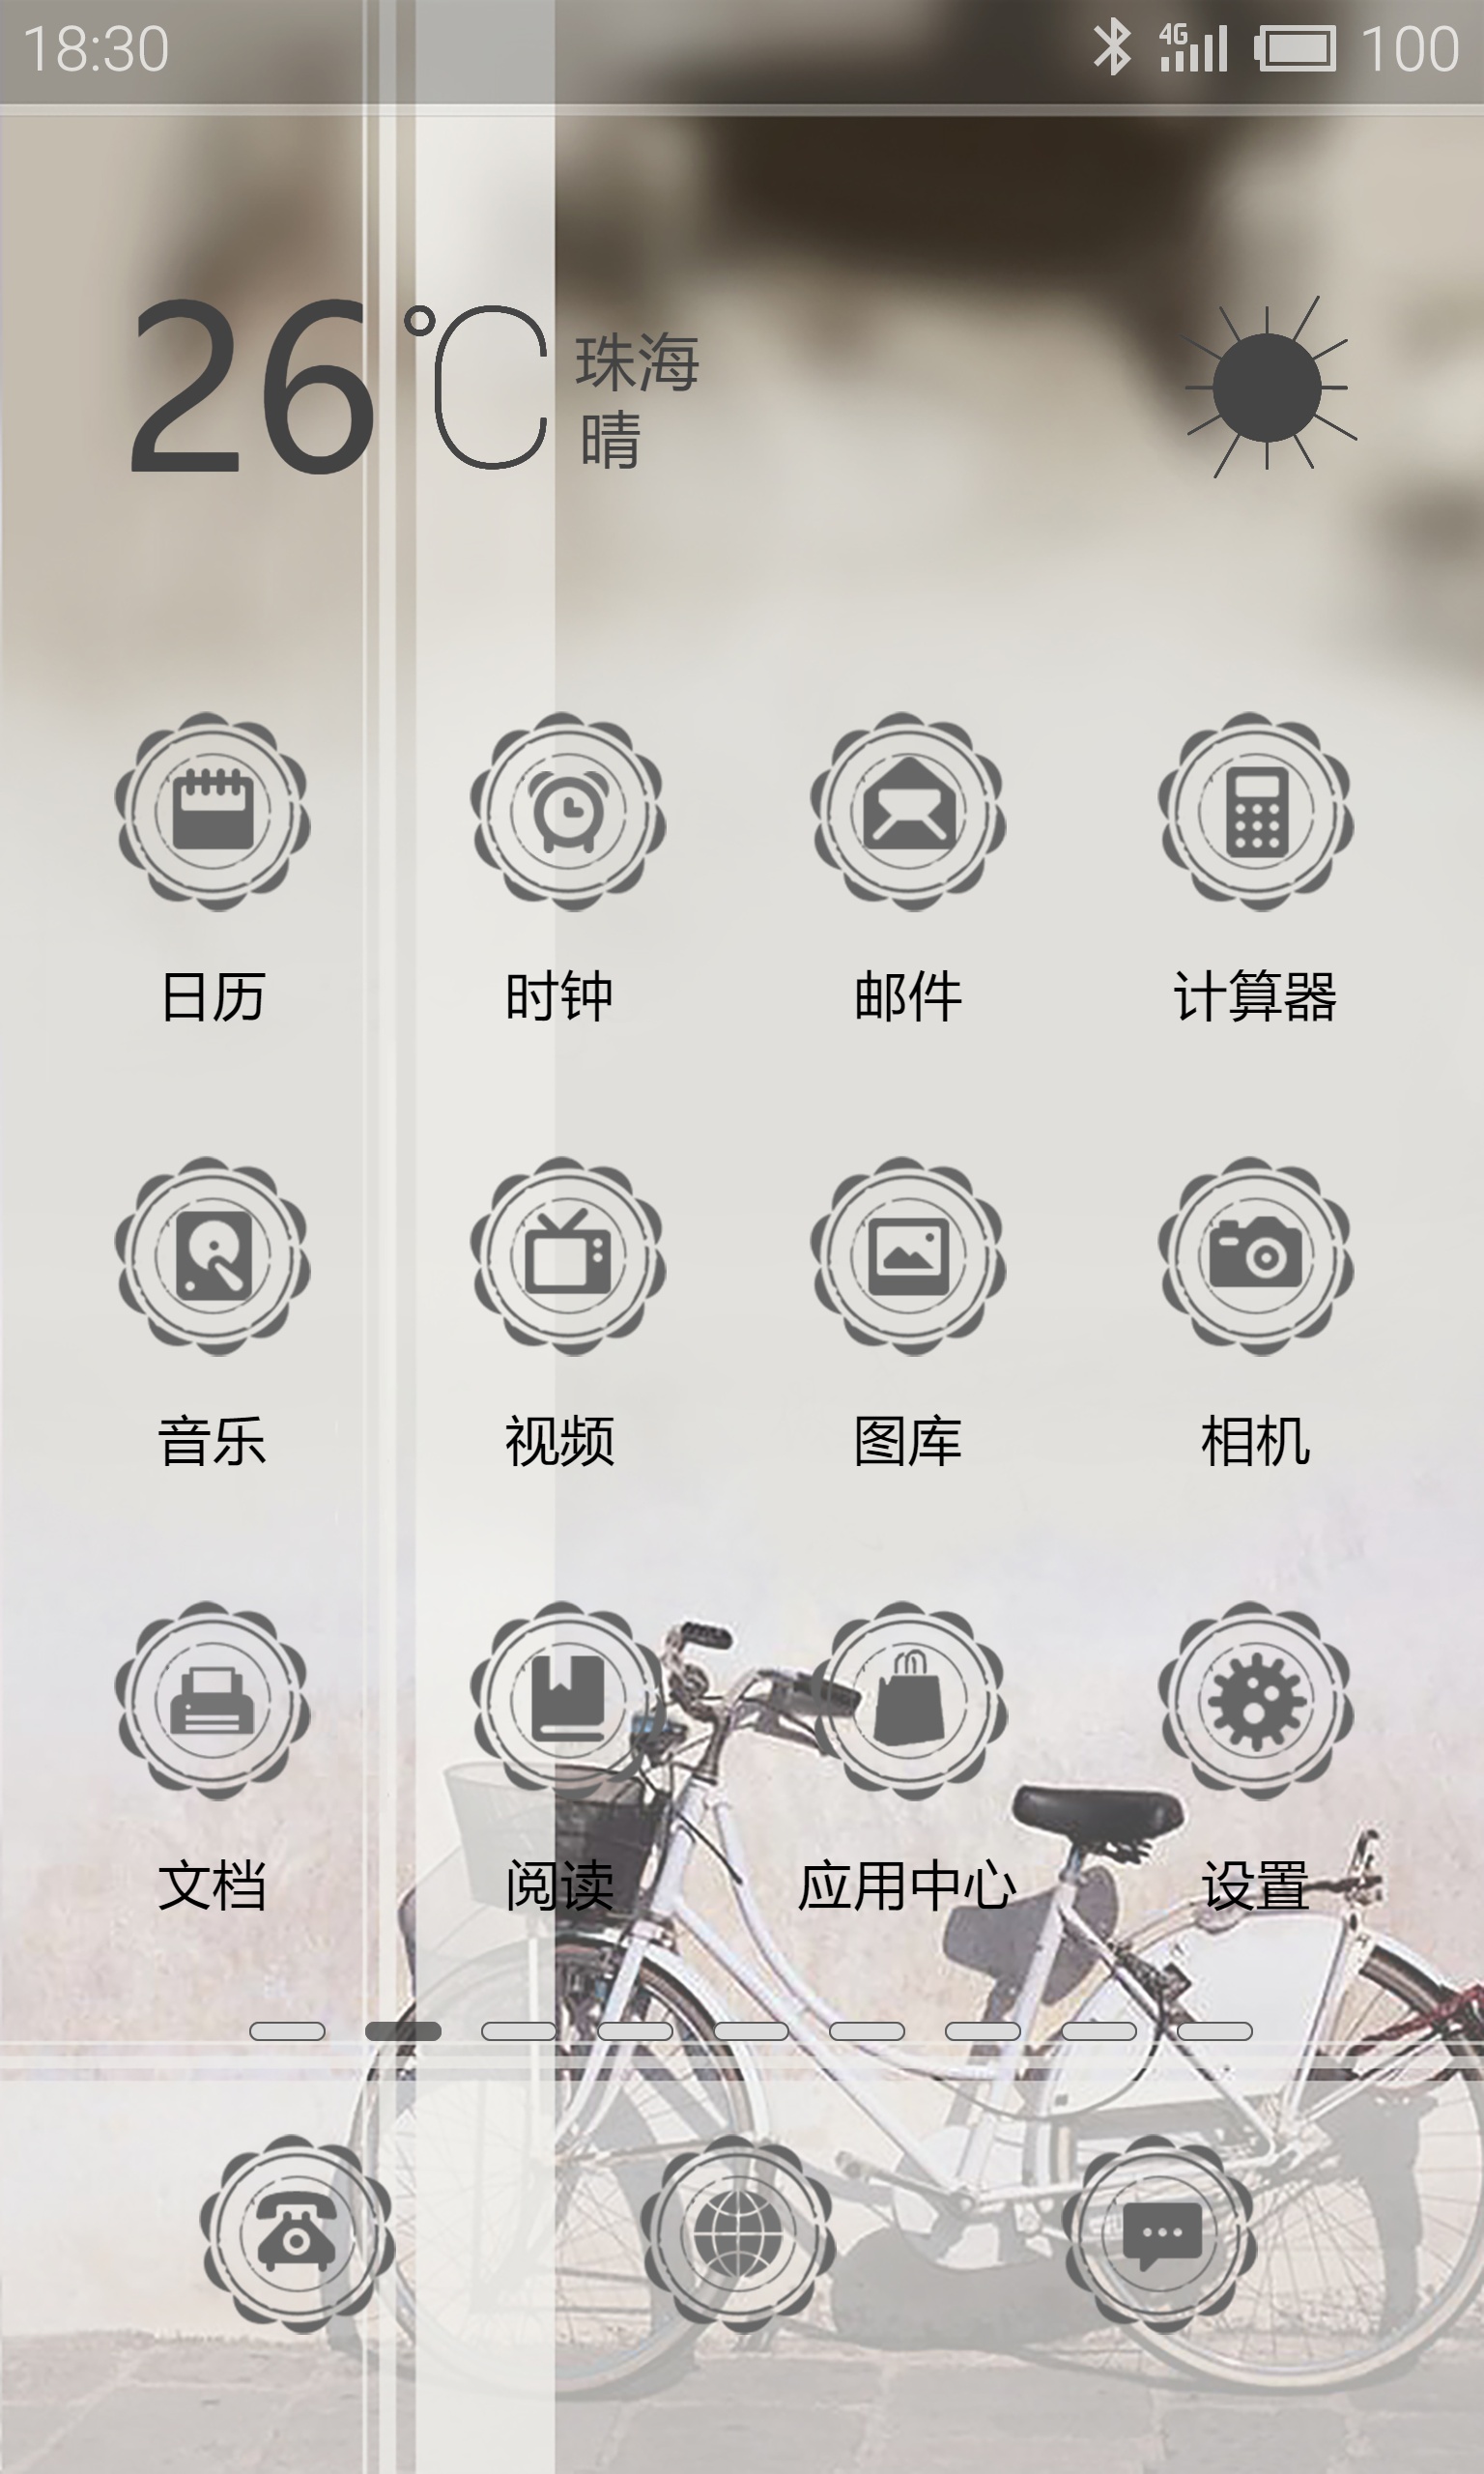 18:30 4G 100
26℃
珠海
晴
日历 时钟 邮件 计算器
音乐 视频 图库 相机
文档 阅读 应用中心 设置